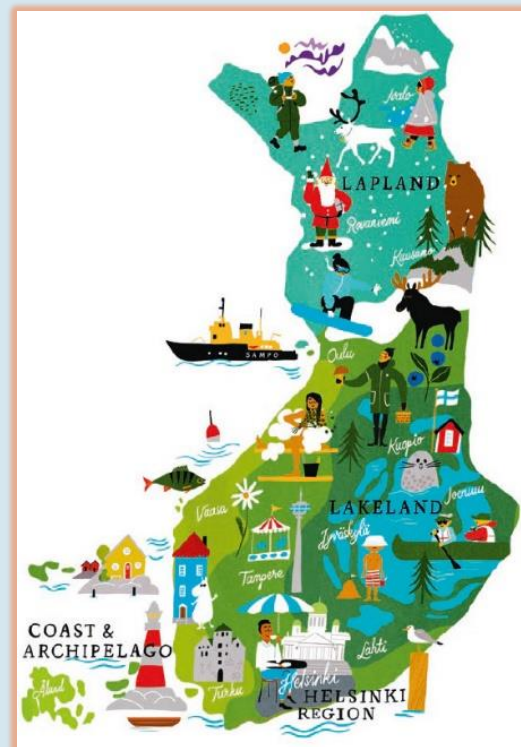 Ivalo
LAPLAND
Rovaniemi
Kuusamo
SAMPO
Oulu
Kuopio
Vaasa
LAKELAND
Joensuu
Jyväskylä
Tampere
COAST &
ARCHIPELAGO
Åland
Turku
Helsinki
Lahti
HELSINKI
REGION